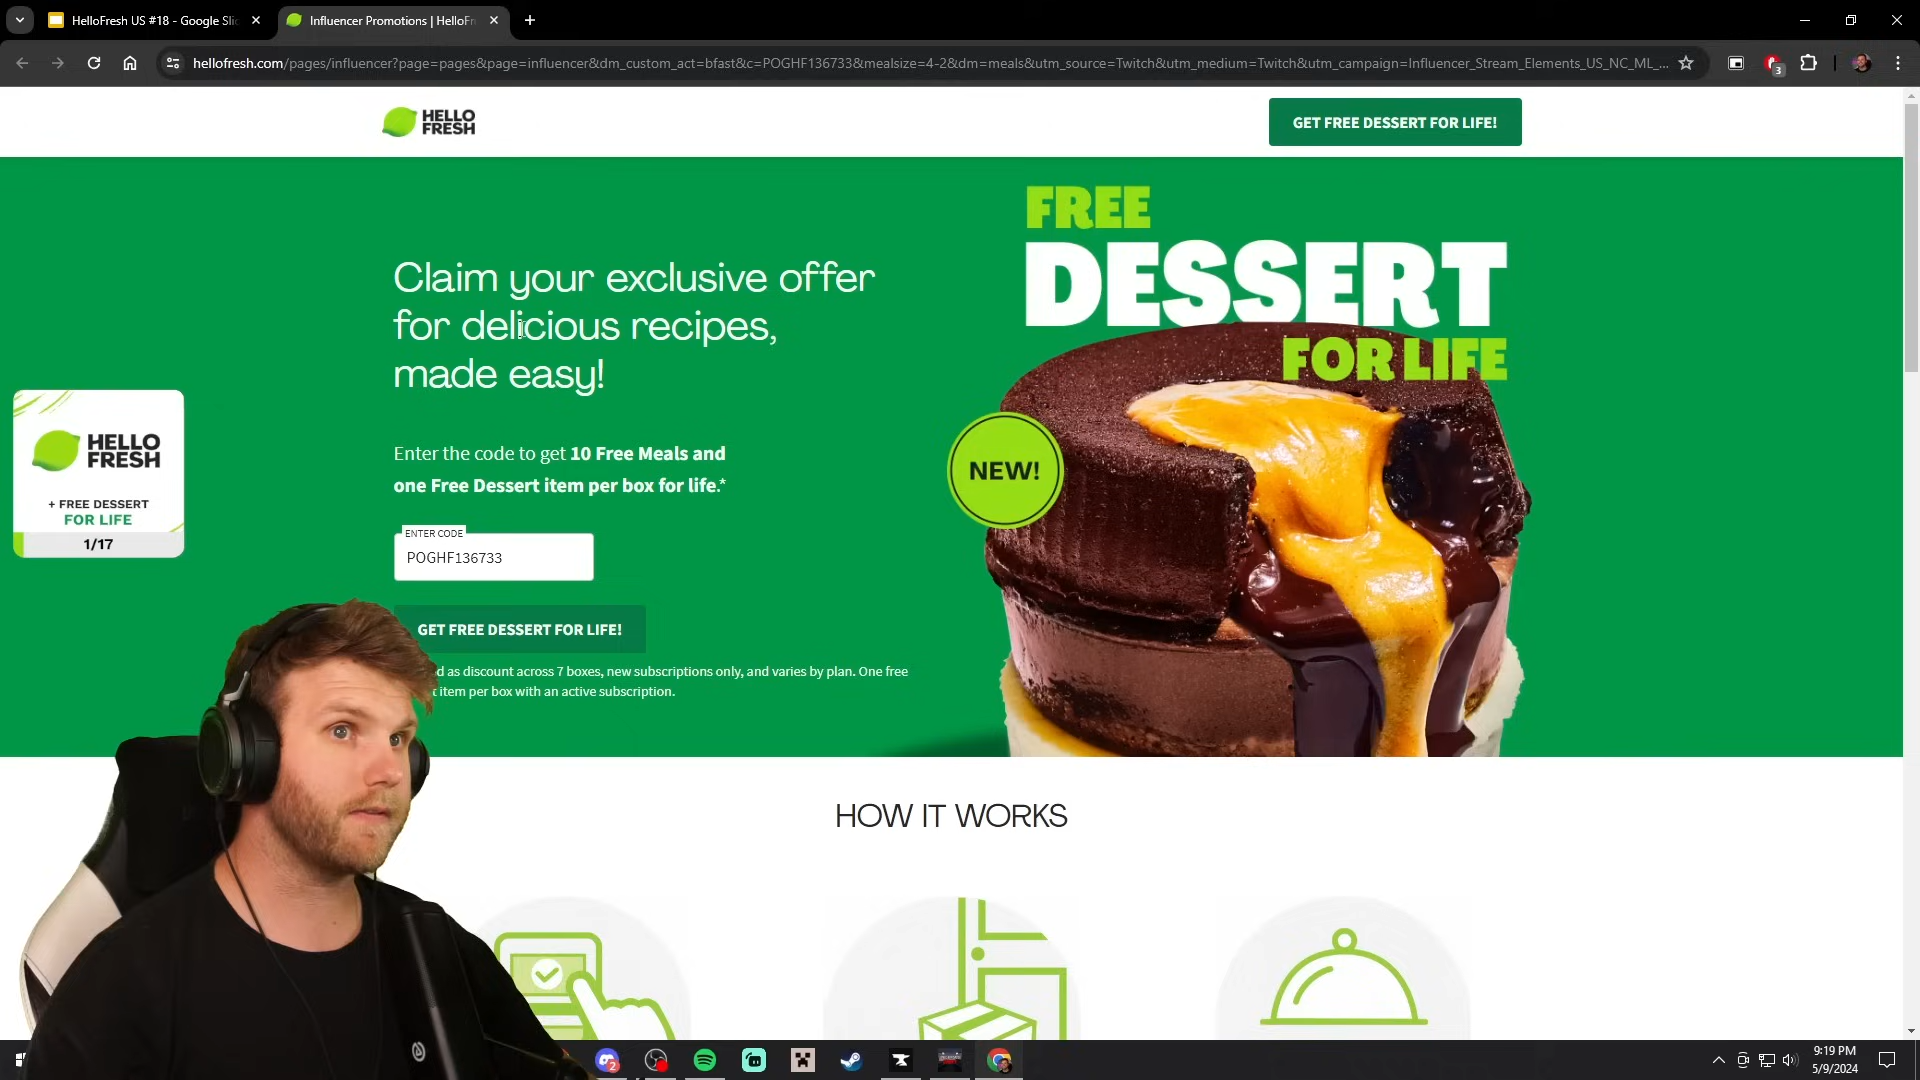 HelloFresh US #18 - Google Sli
Influencer Promotions | HelloFr
hellofresh.com/pages/influencer?page=pages&page=influencer&dm_custom_act=bfast&c=POGHF136733&mealsize=4-2&dm=meals&utm_source=Twitch&utm_medium=Twitch&utm_campaign=Influencer_Stream_Elements_US_NC_ML_...
3
HELLO
FRESH
GET FREE DESSERT FOR LIFE!
FREE
DESSERT
FOR LIFE
NEW!
Claim your exclusive offer
for delicious recipes,
made easy!
Enter the code to get 10 Free Meals and
one Free Dessert item per box for life.*
ENTER CODE
POGHF136733
GET FREE DESSERT FOR LIFE!
d as discount across 7 boxes, new subscriptions only, and varies by plan. One free
t item per box with an active subscription.
HELLO
FRESH
+ FREE DESSERT
FOR LIFE
1/17
HOW IT WORKS
2
9:19 PM
5/9/2024